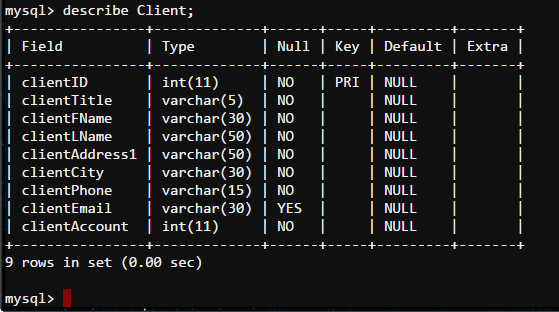 mysql> describe Client;
+----------------+-------------+------+-----+---------+-------+
| Field          | Type        | Null | Key | Default | Extra |
+----------------+-------------+------+-----+---------+-------+
| clientID       | int(11)     | NO   | PRI | NULL    |       |
| clientTitle    | varchar(5)  | NO   |     | NULL    |       |
| clientFName    | varchar(30) | NO   |     | NULL    |       |
| clientLName    | varchar(50) | NO   |     | NULL    |       |
| clientAddress1 | varchar(50) | NO   |     | NULL    |       |
| clientCity     | varchar(30) | NO   |     | NULL    |       |
| clientPhone    | varchar(15) | NO   |     | NULL    |       |
| clientEmail    | varchar(30) | YES  |     | NULL    |       |
| clientAccount  | int(11)     | NO   |     | NULL    |       |
+----------------+-------------+------+-----+---------+-------+
9 rows in set (0.00 sec)
mysql>